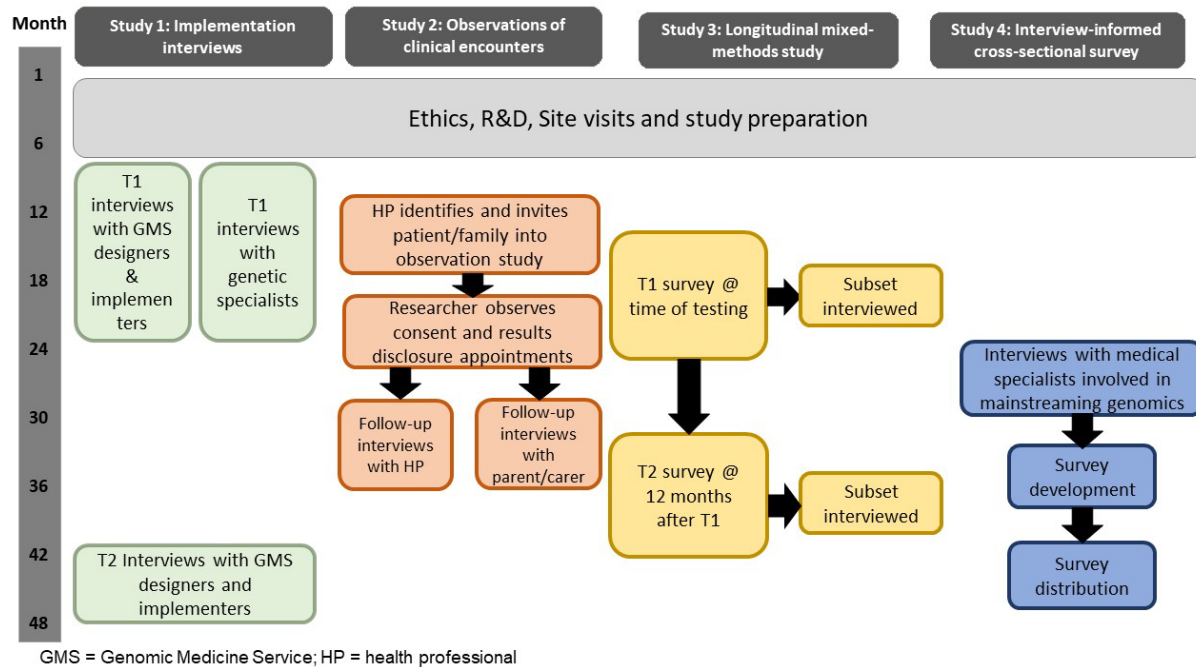 Month
Study 1: Implementation
interviews
Study 2: Observations of
clinical encounters
Study 3: Longitudinal mixed-
methods study
Study 4: Interview-informed
cross-sectional survey
1
Ethics, R&D, Site visits and study preparation
6
T1
interviews
with GMS
designers
&
implemen
ters
T1
interviews
with
genetic
specialists
12
HP identifies and invites
patient/family into
observation study
18
T1 survey @
time of testing
Subset
interviewed
Researcher observes
consent and results
disclosure appointments
24
Interviews with medical
specialists involved in
mainstreaming genomics
30
Follow-up
interviews
with HP
Follow-up
interviews
with
parent/carer
T2 survey @
12 months
after T1
Subset
interviewed
36
Survey
development
42
T2 Interviews with GMS
designers and
implementers
Survey
distribution
48
GMS = Genomic Medicine Service; HP = health professional